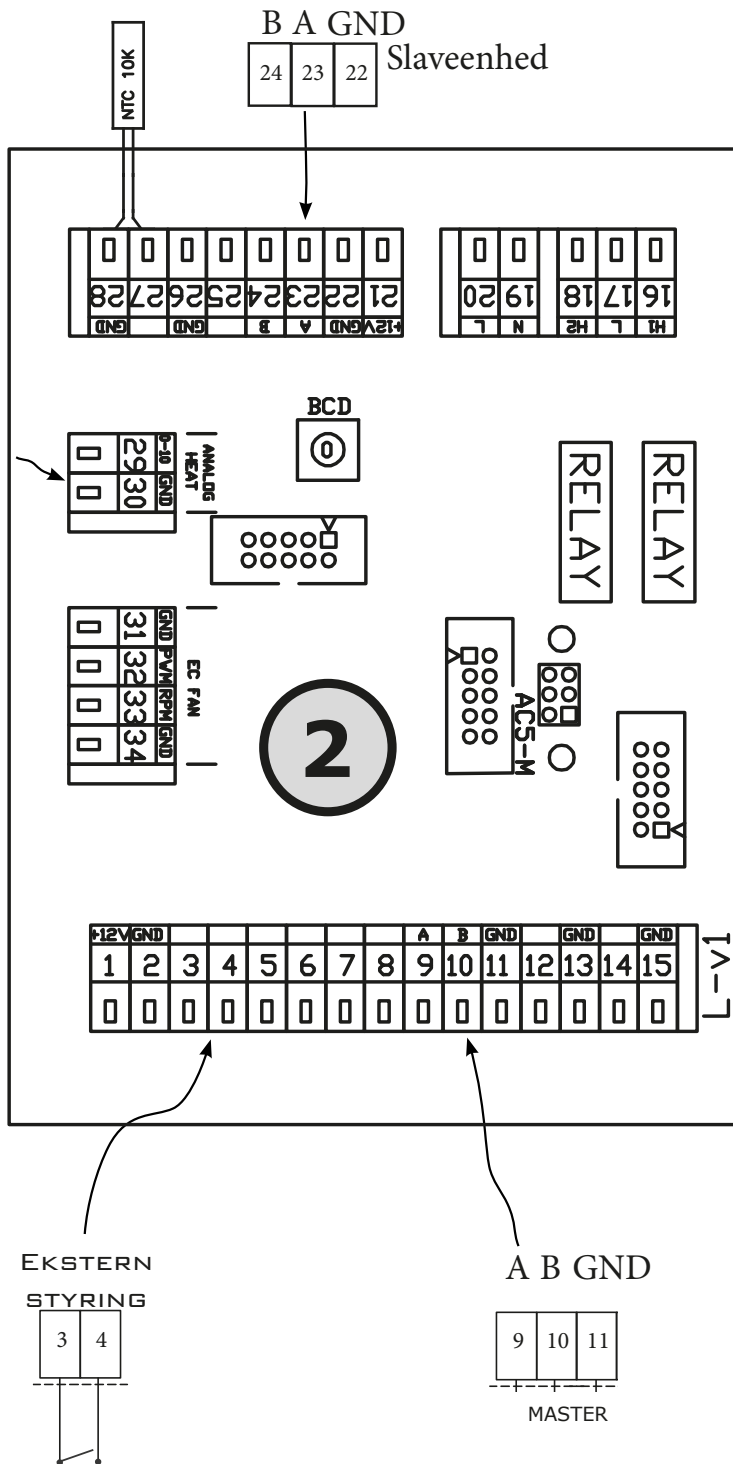 B A GND
24 23 22 Slaveenhed
NTC 10K
28 27 26 25 24 23 22 21
GND GND B A GND +12V
20 19 18 17 16
L N H2 L H1
BCD
0
29 30
0-10 GND
ANALOG
HEAT
RELAY RELAY
31 32 33 34
GND PVM RPM GND
EC FAN
2
AC5-M
+12V GND A B GND GND GND
1 2 3 4 5 6 7 8 9 10 11 12 13 14 15
L-V1
EKSTERN
STYRING
3 4
A B GND
9 10 11
MASTER